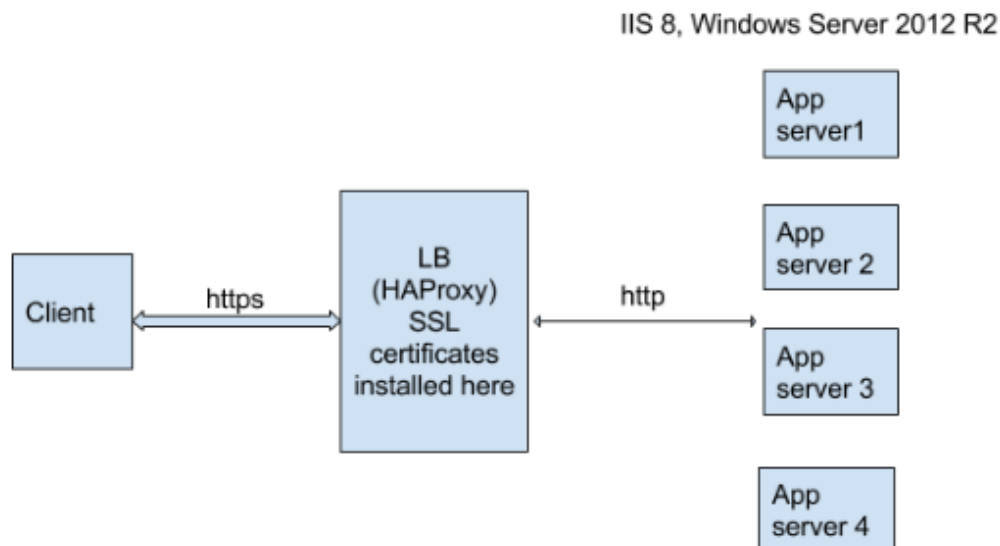 IIS 8, Windows Server 2012 R2
App
server1
App
server 2
Client
https
LB
(HAProxy)
SSL
certificates
installed here
http
App
server 3
App
server 4